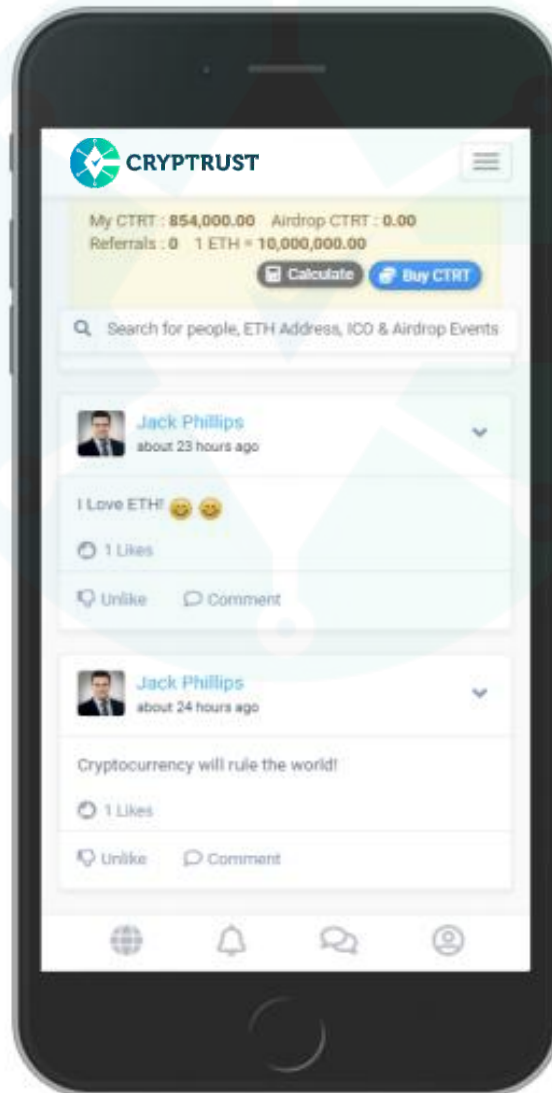 CRYPTRUST
My CTRT : 854,000.00 Airdrop CTRT : 0.00
Referrals : 0 1 ETH = 10,000,000.00
Calculate Buy CTRT
Search for people, ETH Address, ICO & Airdrop Events
Jack Phillips
about 23 hours ago
I Love ETH!
1 Likes
Unlike Comment
Jack Phillips
about 24 hours ago
Cryptocurrency will rule the world!
1 Likes
Unlike Comment